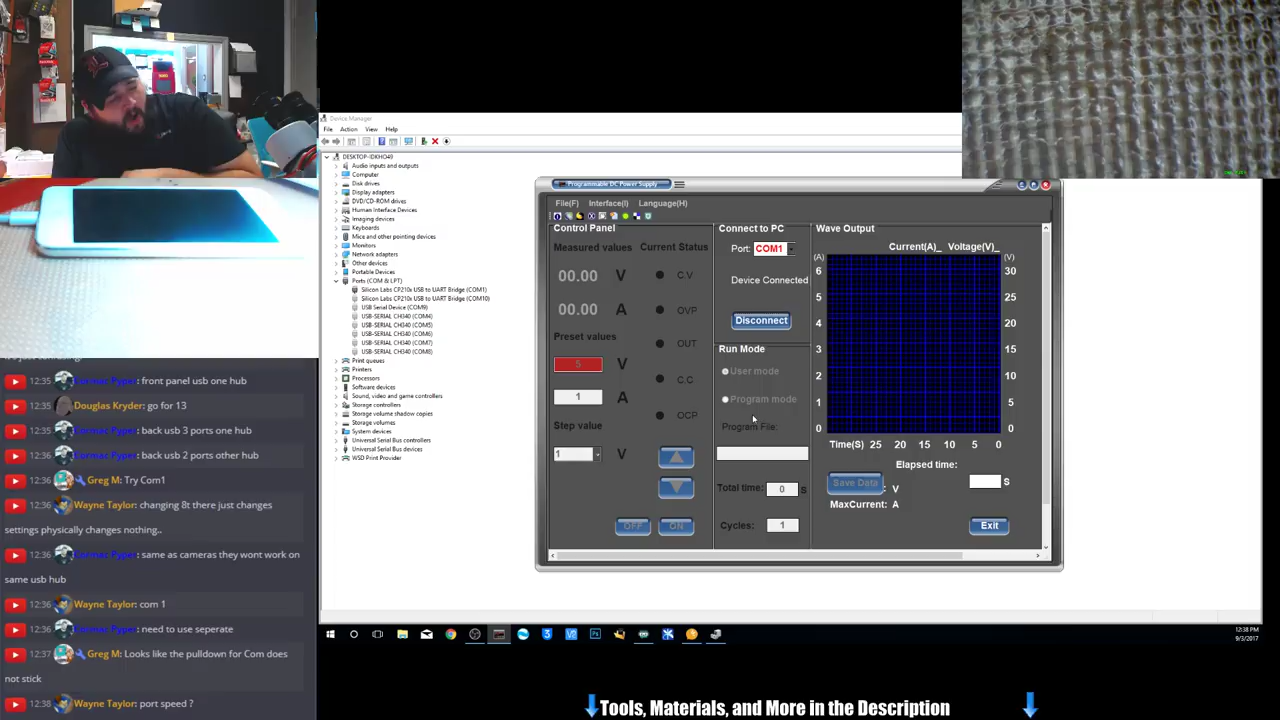 Device Manager
File Action View Help
DESKTOP-IDKHO49
Audio inputs and outputs
Computer
Disk drives
Display adapters
DVD/CD-ROM drives
Human Interface Devices
Imaging devices
Keyboards
Mice and other pointing devices
Monitors
Network adapters
Other devices
Portable Devices
Ports (COM & LPT)
Silicon Labs CP210x USB to UART Bridge (COM1)
Silicon Labs CP210x USB to UART Bridge (COM10)
USB Serial Device (COM9)
USB-SERIAL CH340 (COM4)
USB-SERIAL CH340 (COM5)
USB-SERIAL CH340 (COM6)
USB-SERIAL CH340 (COM7)
USB-SERIAL CH340 (COM8)
Print queues
Printers
Processors
Software devices
Sound, video and game controllers
Storage controllers
Storage volume shadow copies
Storage volumes
System devices
Universal Serial Bus controllers
Universal Serial Bus devices
WSD Print Provider
Programmable DC Power Supply
File(F) Interface(I) Language(H)
Control Panel
Measured values Current Status
00.00 V C.V
OVP
00.00 A
Preset values OUT
5 V
C.C
1 A
OCP
Step value
1 V
OFF ON
Connect to PC
Port: COM1
Device Connected
Disconnect
Run Mode
User mode
Program mode
Program File:
Total time: 0 S
Cycles: 1
Wave Output
Current(A)_ Voltage(V)_
(A) (V)
6 30
5 25
4 20
3 15
2 10
1 5
0 0
Time(S) 25 20 15 10 5 0
Elapsed time:
Save Data : V S
MaxCurrent: A
Exit
12:35 front panel usb one hub
12:35 Douglas Kryder: go for 13
12:35 back usb 3 ports one hub
12:35 back usb 2 ports other hub
12:36 Greg M: Try Com1
12:36 Wayne Taylor: changing 8t there just changes
settings physically changes nothing..
12:36 same as cameras they wont work on
same usb hub
12:36 Wayne Taylor: com 1
12:36 need to use seperate
12:37 Greg M: Looks like the pulldown for Com does
not stick
12:38 Wayne Taylor: port speed ?
12:38 PM
9/3/2017
Tools, Materials, and More in the Description